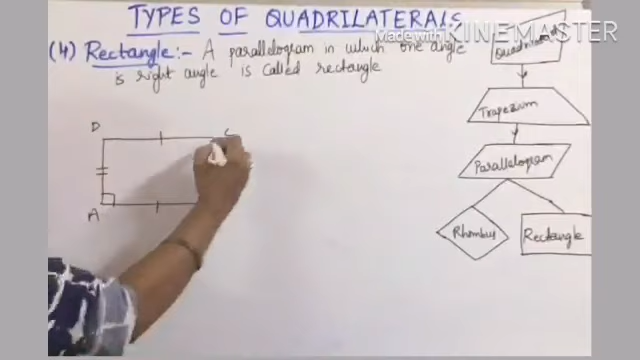 TYPES OF QUADRILATERALS
Made with KINEMASTER
(4) Rectangle:- A parallelogram in which one angle
is right angle is called rectangle
Trapezium
Parallelogram
Rhombus
Rectangle
D
C
A